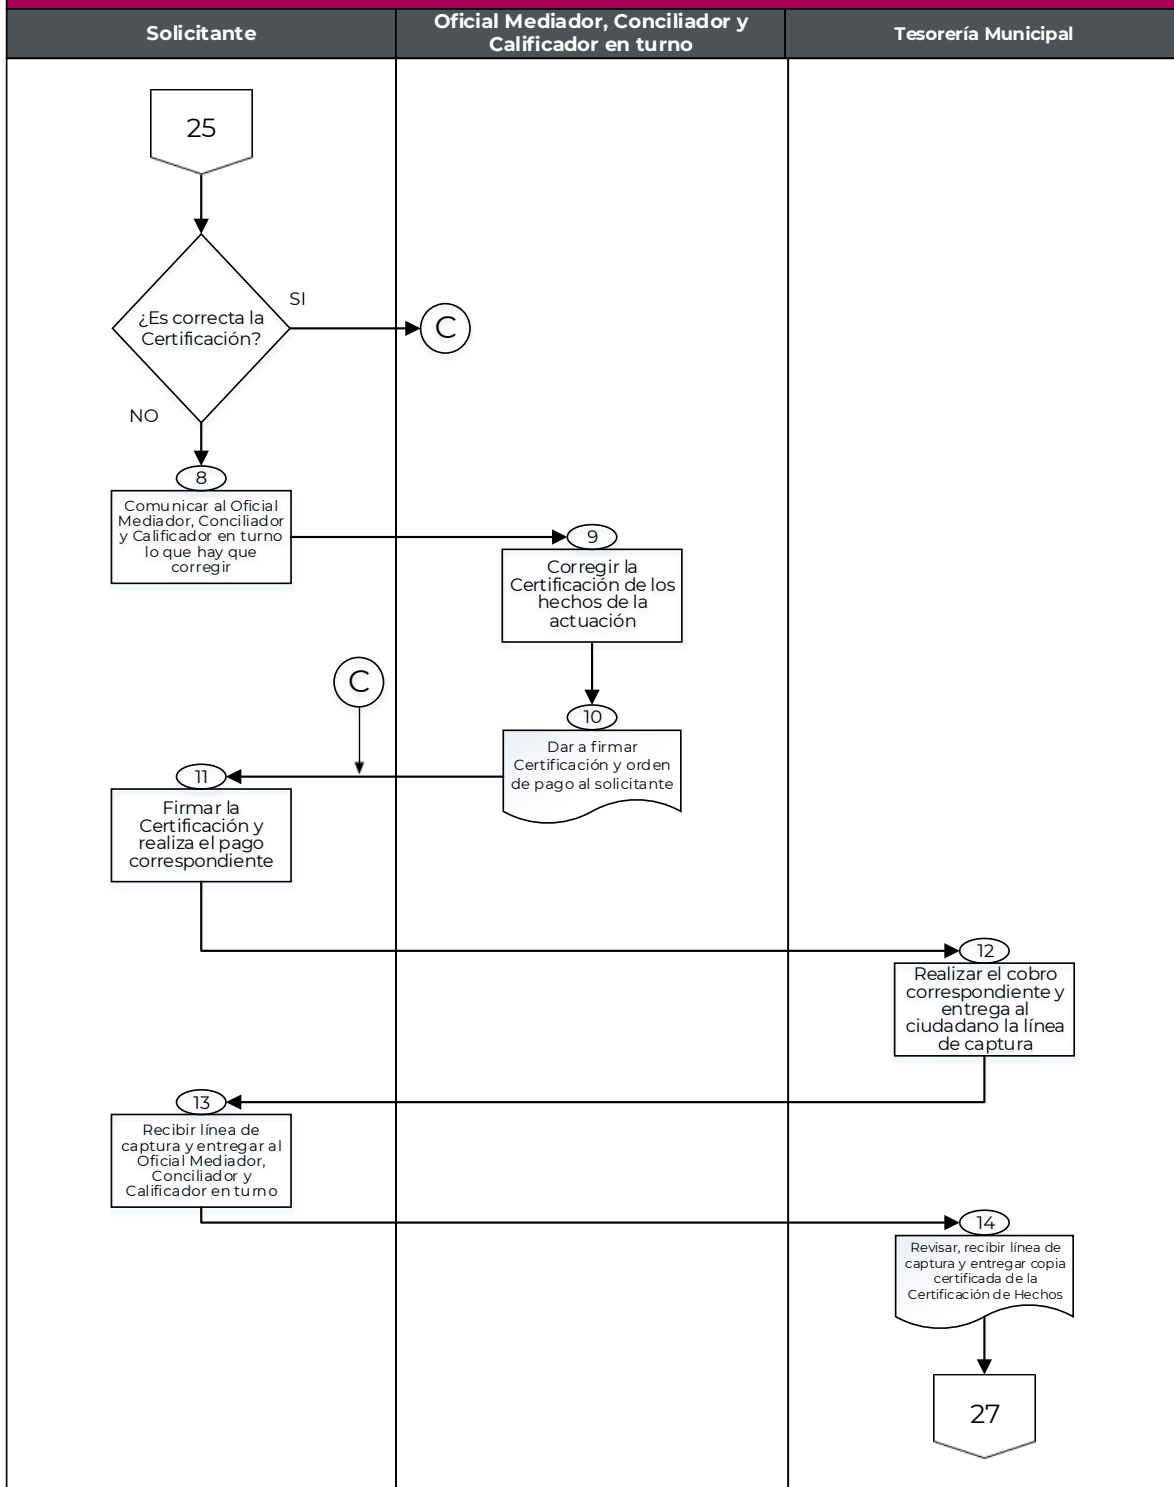 Solicitante
Oficial Mediador, Conciliador y
Calificador en turno
Tesorería Municipal
25
¿Es correcta la
Certificación?
SI
C
NO
8
Comunicar al Oficial
Mediador, Conciliador
y Calificador en turno
lo que hay que
corregir
9
Corregir la
Certificación de los
hechos de la
actuación
C
10
Dar a firmar
Certificación y orden
de pago al solicitante
11
Firmar la
Certificación y
realiza el pago
correspondiente
12
Realizar el cobro
correspondiente y
entrega al
ciudadano la línea
de captura
13
Recibir línea de
captura y entregar al
Oficial Mediador,
Conciliador y
Calificador en turno
14
Revisar, recibir línea de
captura y entregar copia
certificada de la
Certificación de Hechos
27